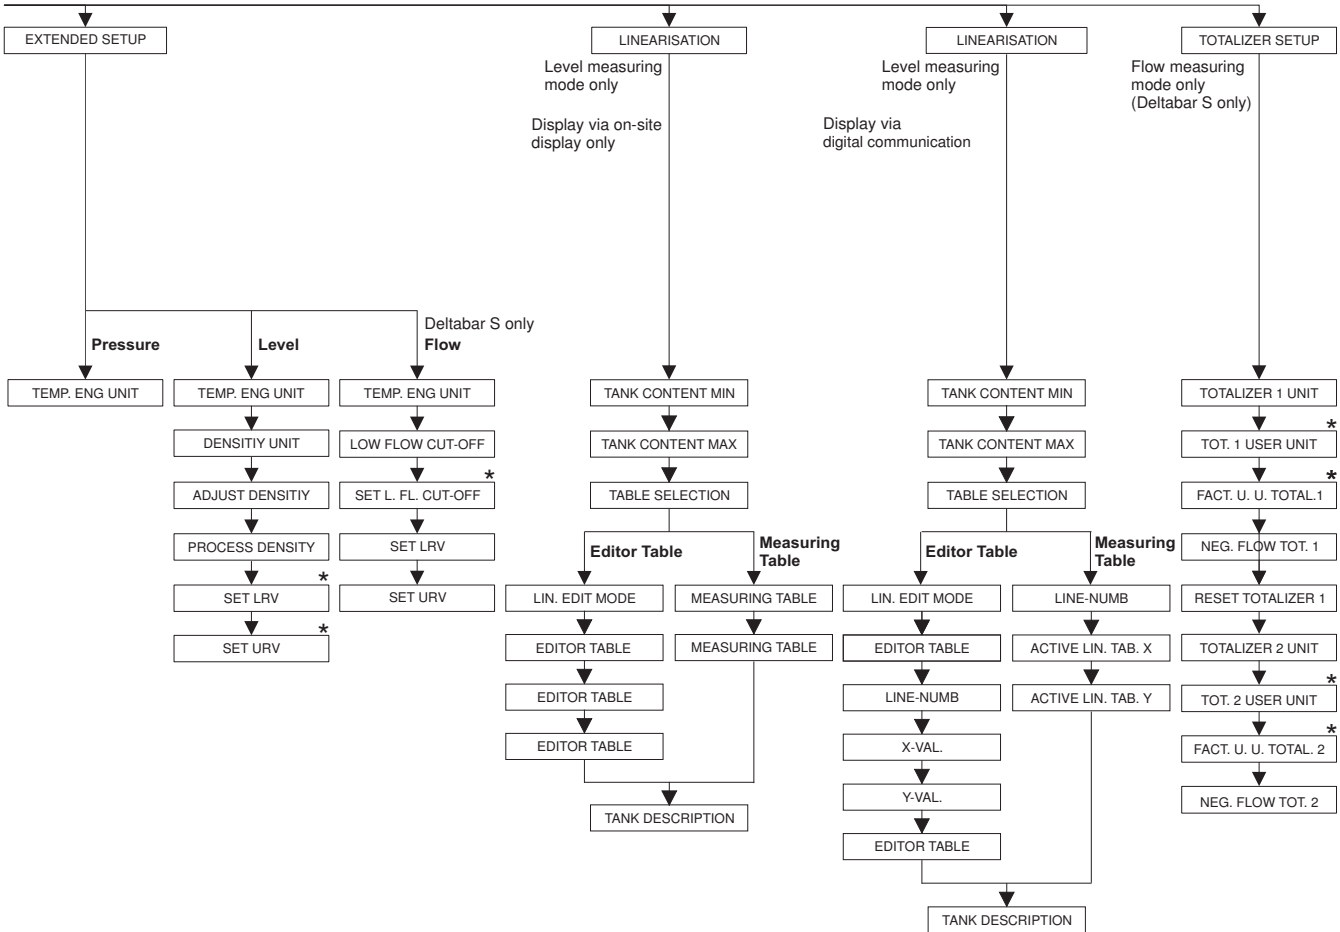 EXTENDED SETUP
LINEARISATION
LINEARISATION
TOTALIZER SETUP
Level measuring
mode only
Display via on-site
display only
Level measuring
mode only
Display via
digital communication
Flow measuring
mode only
(Deltabar S only)
Pressure
Level
Deltabar S only
Flow
TEMP. ENG UNIT
TEMP. ENG UNIT
DENSITIY UNIT
ADJUST DENSITIY
PROCESS DENSITY
*
SET LRV
*
SET URV
TEMP. ENG UNIT
LOW FLOW CUT-OFF
*
SET L. FL. CUT-OFF
SET LRV
SET URV
TANK CONTENT MIN
TANK CONTENT MAX
TABLE SELECTION
Editor Table
Measuring
Table
LIN. EDIT MODE
EDITOR TABLE
EDITOR TABLE
EDITOR TABLE
MEASURING TABLE
MEASURING TABLE
TANK DESCRIPTION
TANK CONTENT MIN
TANK CONTENT MAX
TABLE SELECTION
Editor Table
Measuring
Table
LIN. EDIT MODE
EDITOR TABLE
LINE-NUMB
X-VAL.
Y-VAL.
EDITOR TABLE
LINE-NUMB
ACTIVE LIN. TAB. X
ACTIVE LIN. TAB. Y
TANK DESCRIPTION
TOTALIZER 1 UNIT
*
TOT. 1 USER UNIT
*
FACT. U. U. TOTAL.1
NEG. FLOW TOT. 1
RESET TOTALIZER 1
TOTALIZER 2 UNIT
*
TOT. 2 USER UNIT
*
FACT. U. U. TOTAL. 2
NEG. FLOW TOT. 2